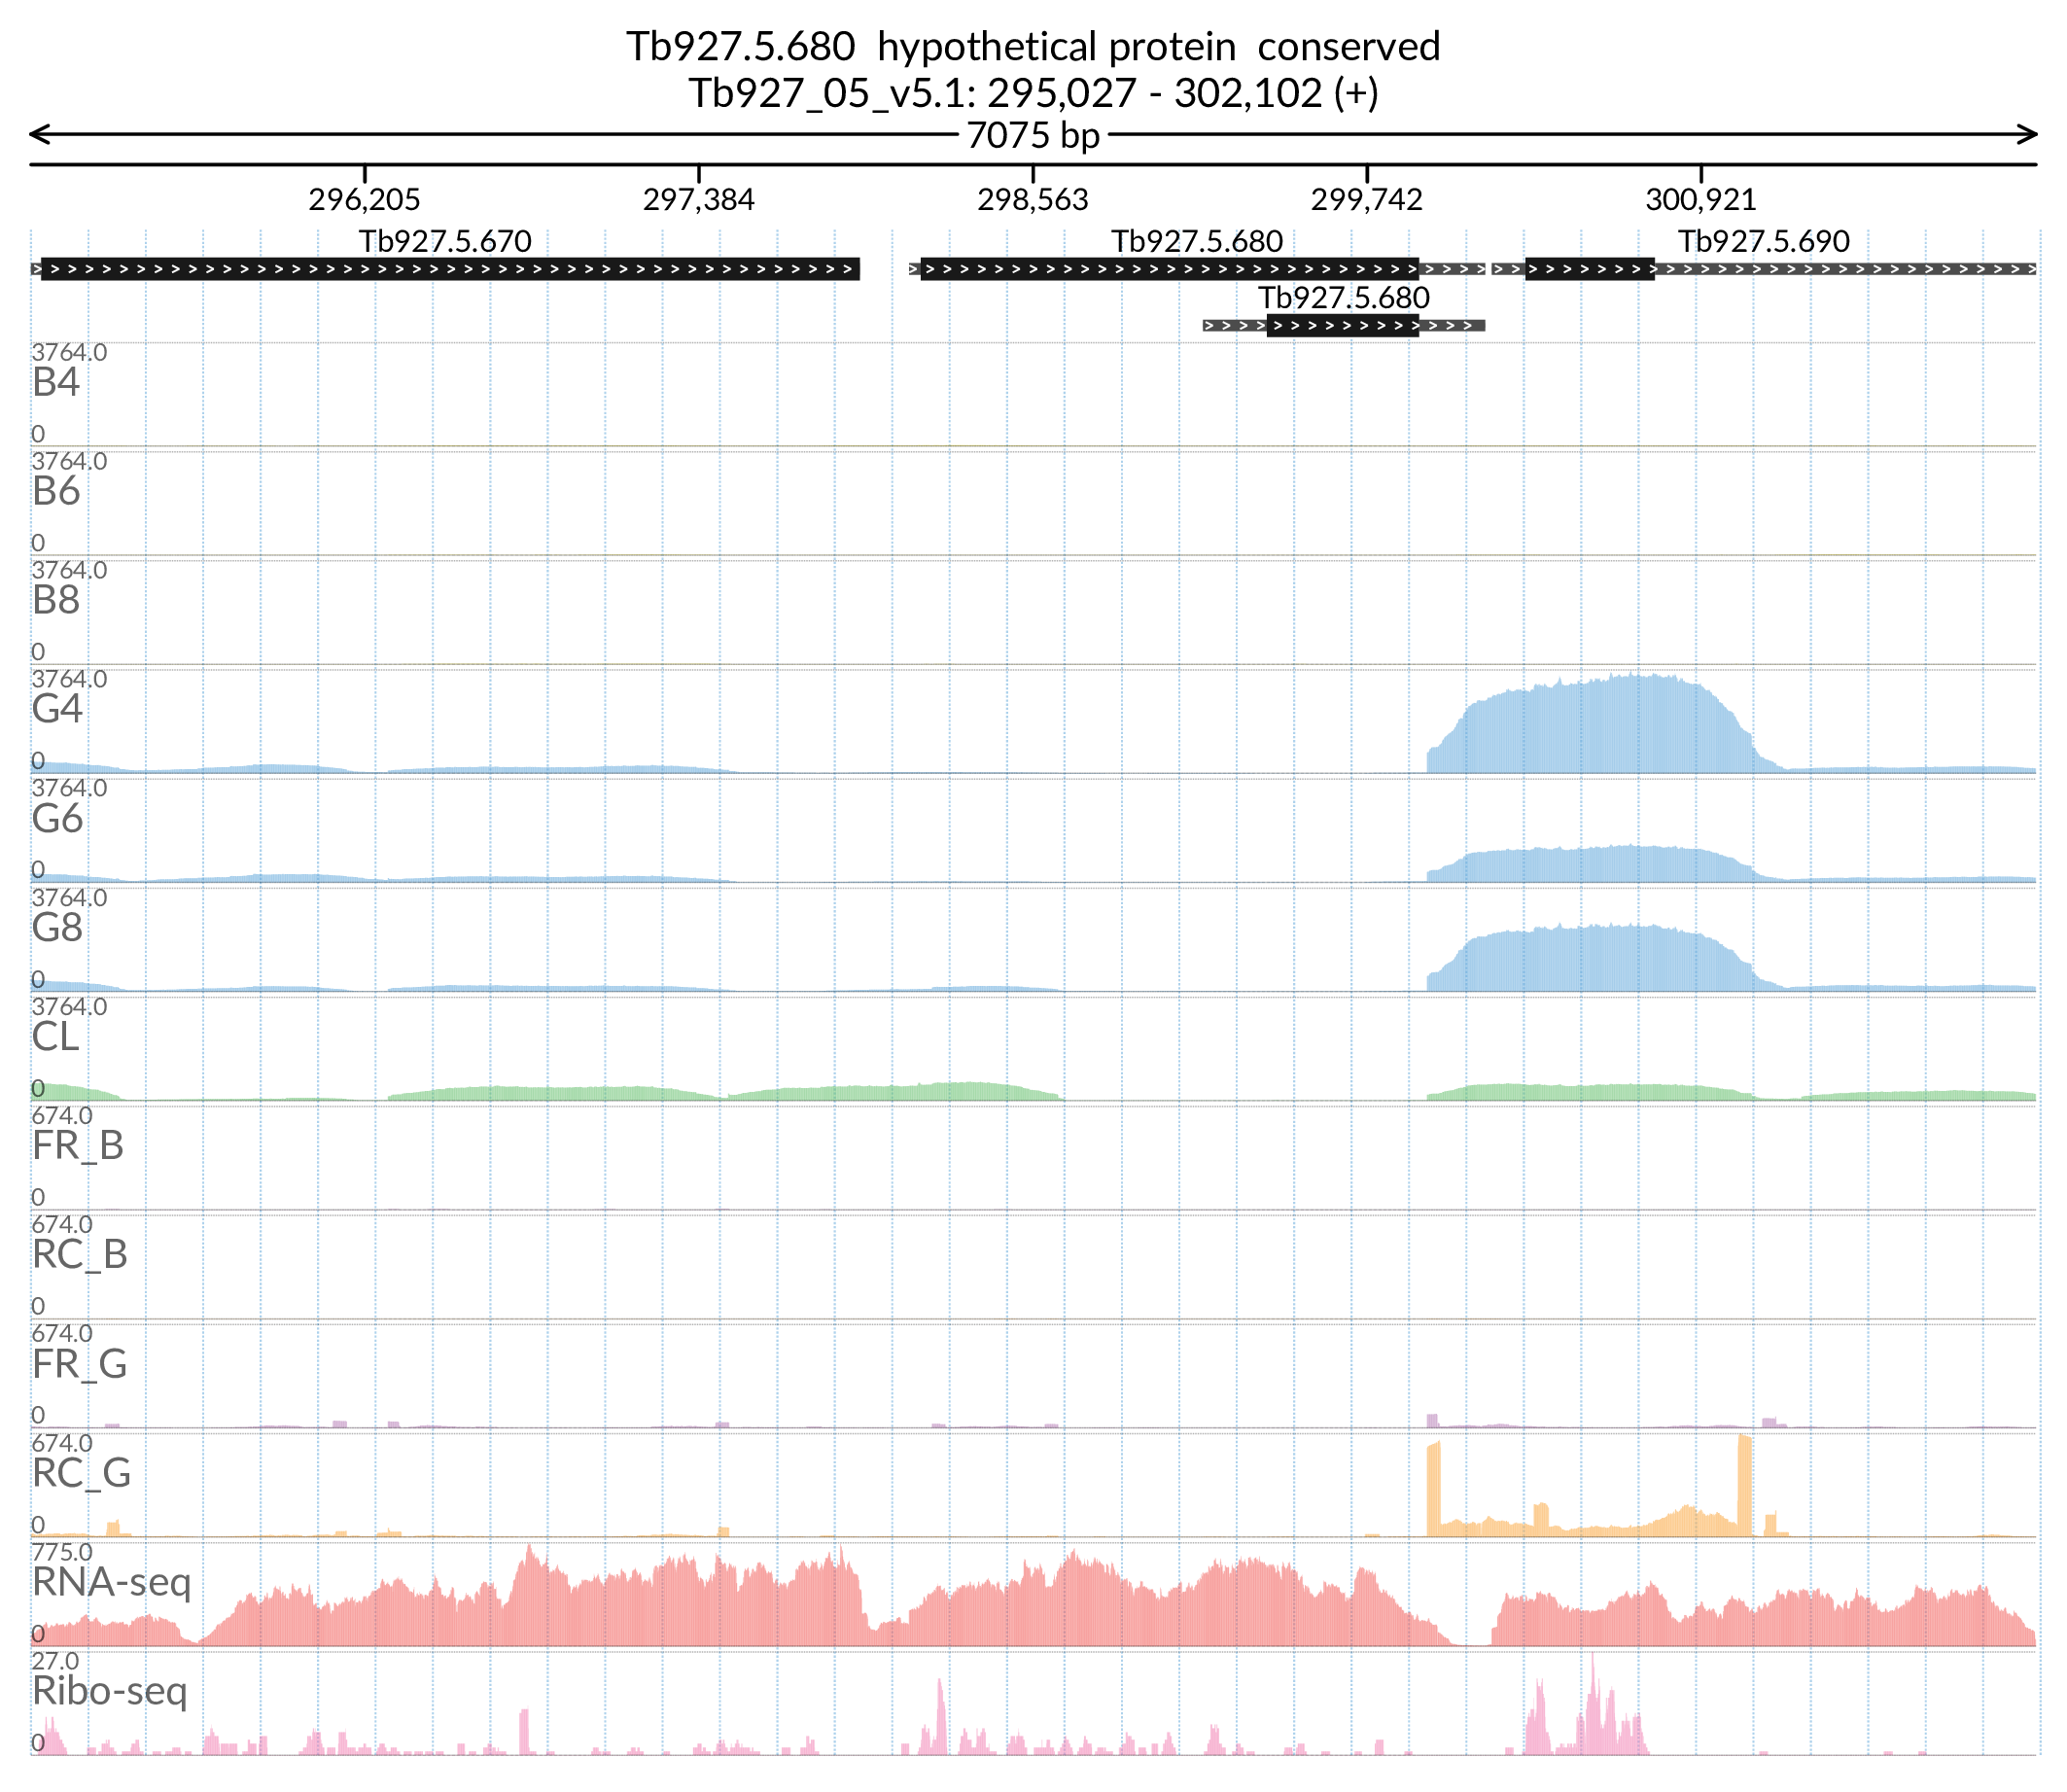 Tb927.5.680  hypothetical protein  conserved
Tb927_05_v5.1: 295,027 - 302,102 (+)
7075 bp
296,205 297,384 298,563 299,742 300,921
Tb927.5.670 Tb927.5.680 Tb927.5.690
Tb927.5.680
3764.0
B4
0
3764.0
B6
0
3764.0
B8
0
3764.0
G4
0
3764.0
G6
0
3764.0
G8
0
3764.0
CL
0
674.0
FR_B
0
674.0
RC_B
0
674.0
FR_G
0
674.0
RC_G
0
775.0
RNA-seq
0
27.0
Ribo-seq
0